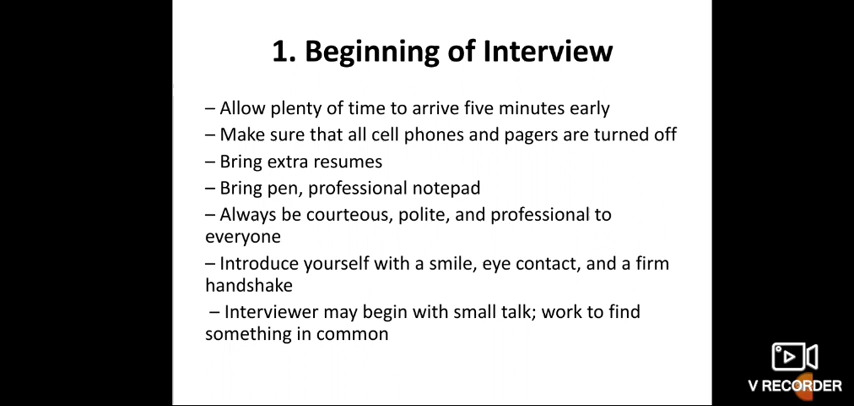 1. Beginning of Interview
– Allow plenty of time to arrive five minutes early
– Make sure that all cell phones and pagers are turned off
– Bring extra resumes
– Bring pen, professional notepad
– Always be courteous, polite, and professional to
everyone
– Introduce yourself with a smile, eye contact, and a firm
handshake
– Interviewer may begin with small talk; work to find
something in common
V RECORDER